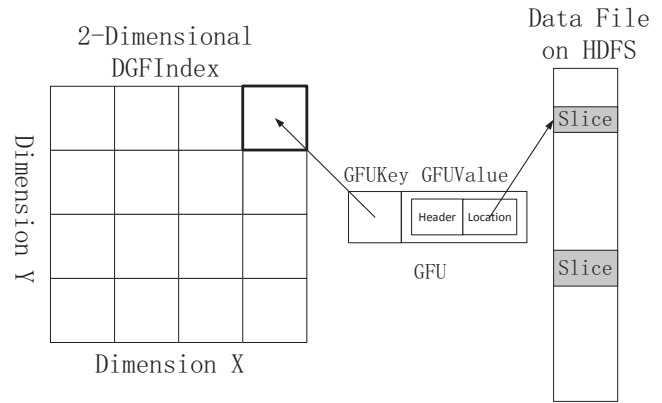 2-Dimensional
DGFIndex
Dimension Y
Dimension X
GFUKey GFUValue
Header Location
GFU
Data File
on HDFS
Slice
Slice